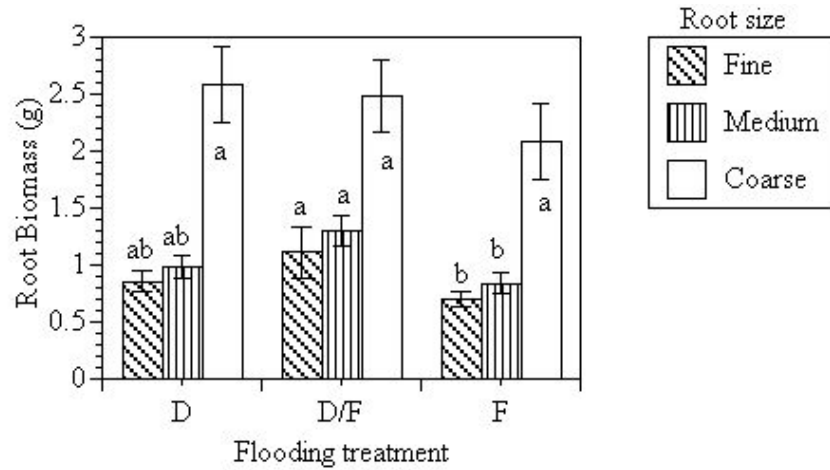 Root size
Fine
Medium
Coarse
Root Biomass (g)
3
2.5
2
1.5
1
0.5
0
ab ab a
a a a
b b a
D D/F F
Flooding treatment